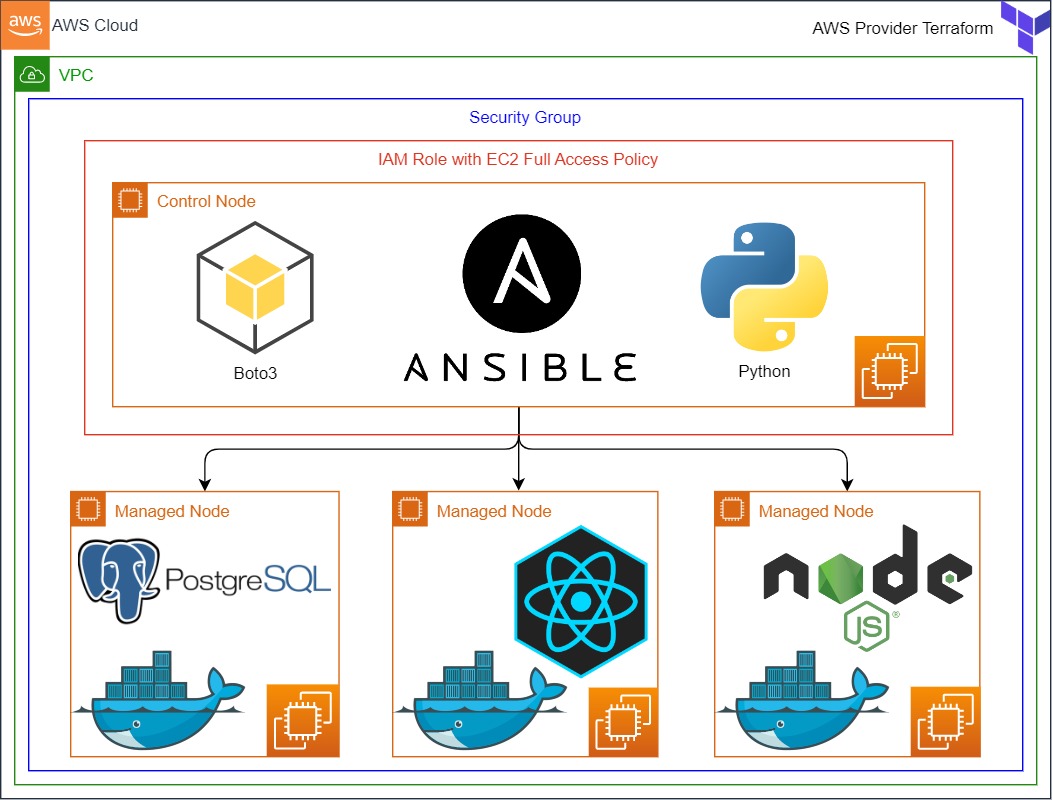 aws
AWS Cloud
AWS Provider Terraform
VPC
Security Group
IAM Role with EC2 Full Access Policy
Control Node
Boto3
ANSIBLE
Python
Managed Node
Managed Node
Managed Node
PostgreSQL
node
JS®